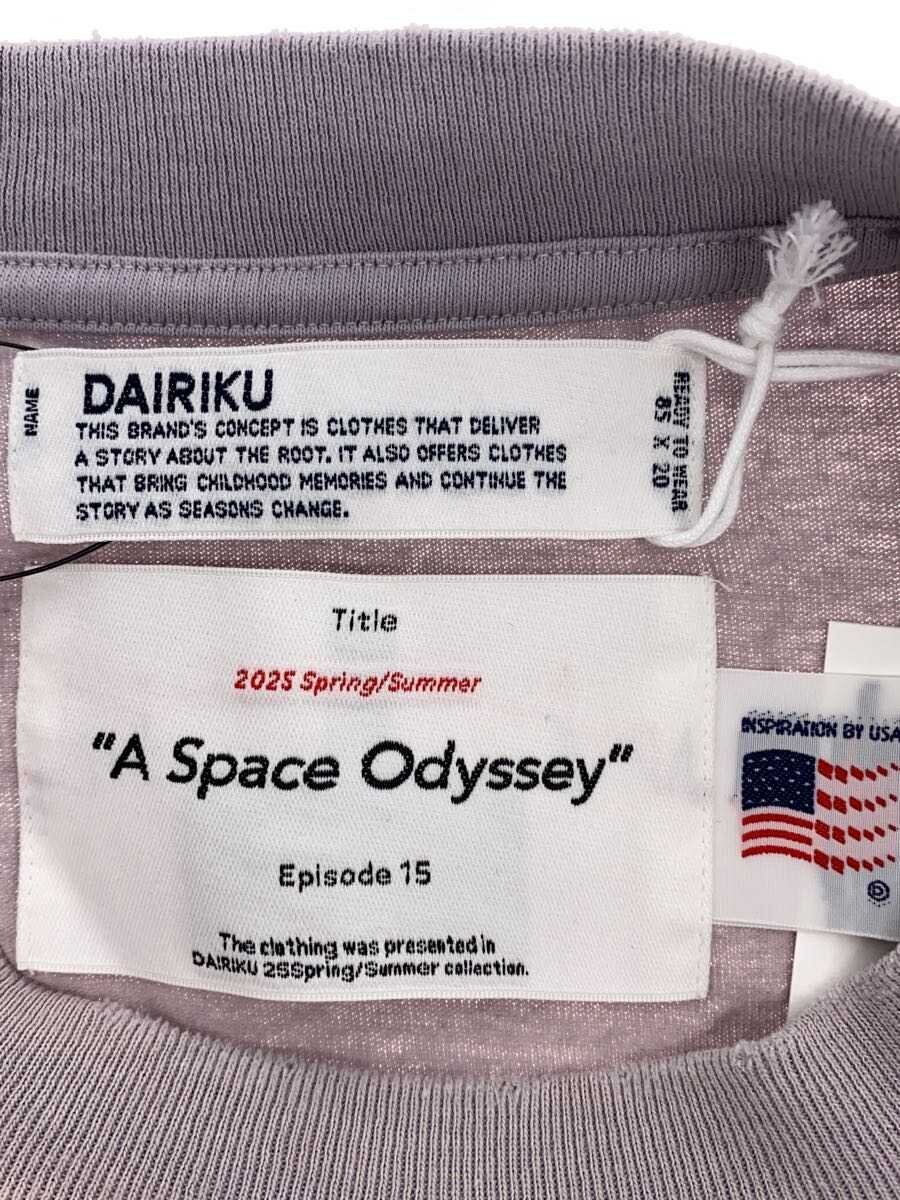 NAME
DAIRIKU
THIS BRAND'S CONCEPT IS CLOTHES THAT DELIVER
A STORY ABOUT THE ROOT. IT ALSO OFFERS CLOTHES
THAT BRING CHILDHOOD MEMORIES AND CONTINUE THE
STORY AS SEASONS CHANGE.
READY TO WEAR
85 X 20
Title
2025 Spring/Summer
"A Space Odyssey"
Episode 15
The clothing was presented in
DAIRIKU 25Spring/Summer collection.
INSPIRATION BY USA